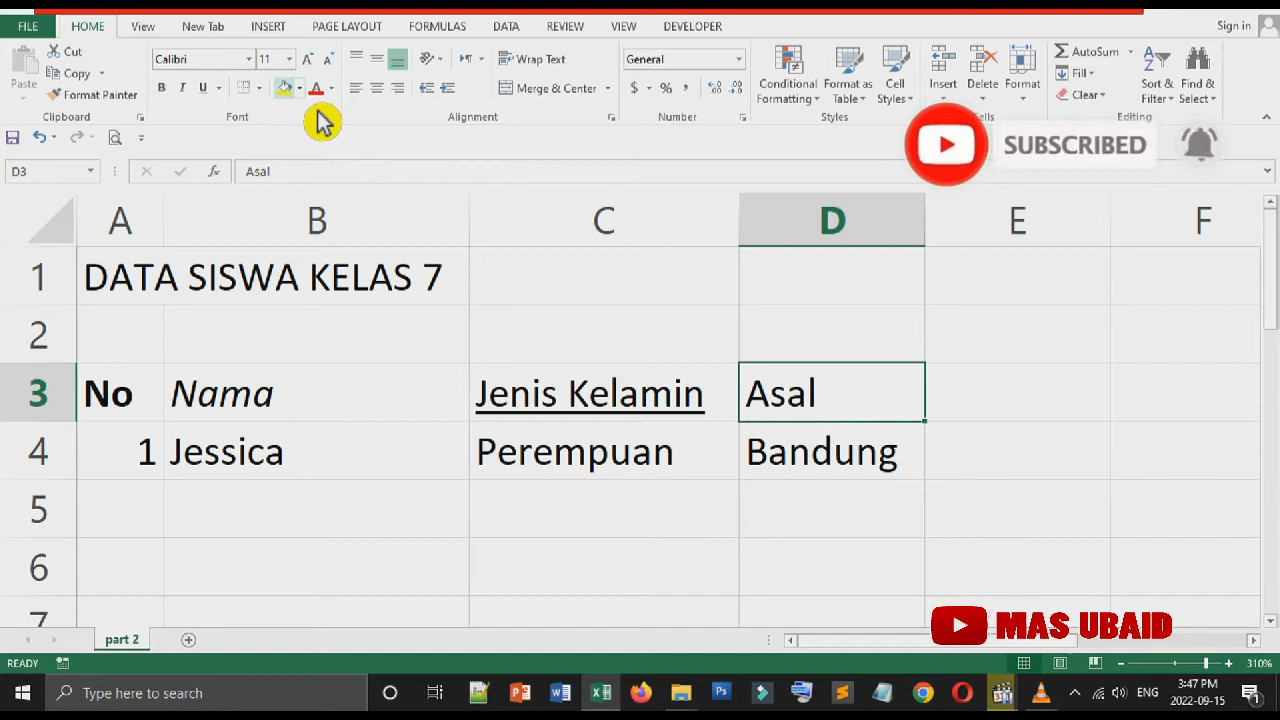 FILE HOME View New Tab INSERT PAGE LAYOUT FORMULAS DATA REVIEW VIEW DEVELOPER Sign in
Paste
Cut
Copy
Format Painter
Clipboard
Calibri 11
B I U
Font
Wrap Text
Merge & Center
Alignment
General
$ % ,
Number
Conditional Formatting
Format as Table
Cell Styles
Styles
Insert Delete Format
Cells
AutoSum
Fill
Clear
Sort & Filter
Find & Select
Editing
SUBSCRIBED
D3 fx Asal
A B C D E F
1 DATA SISWA KELAS 7
2
3 No Nama Jenis Kelamin Asal
4 1 Jessica Perempuan Bandung
5
6
7
MAS UBAID
part 2
READY 310%
Type here to search
ENG
3:47 PM
2022-09-15